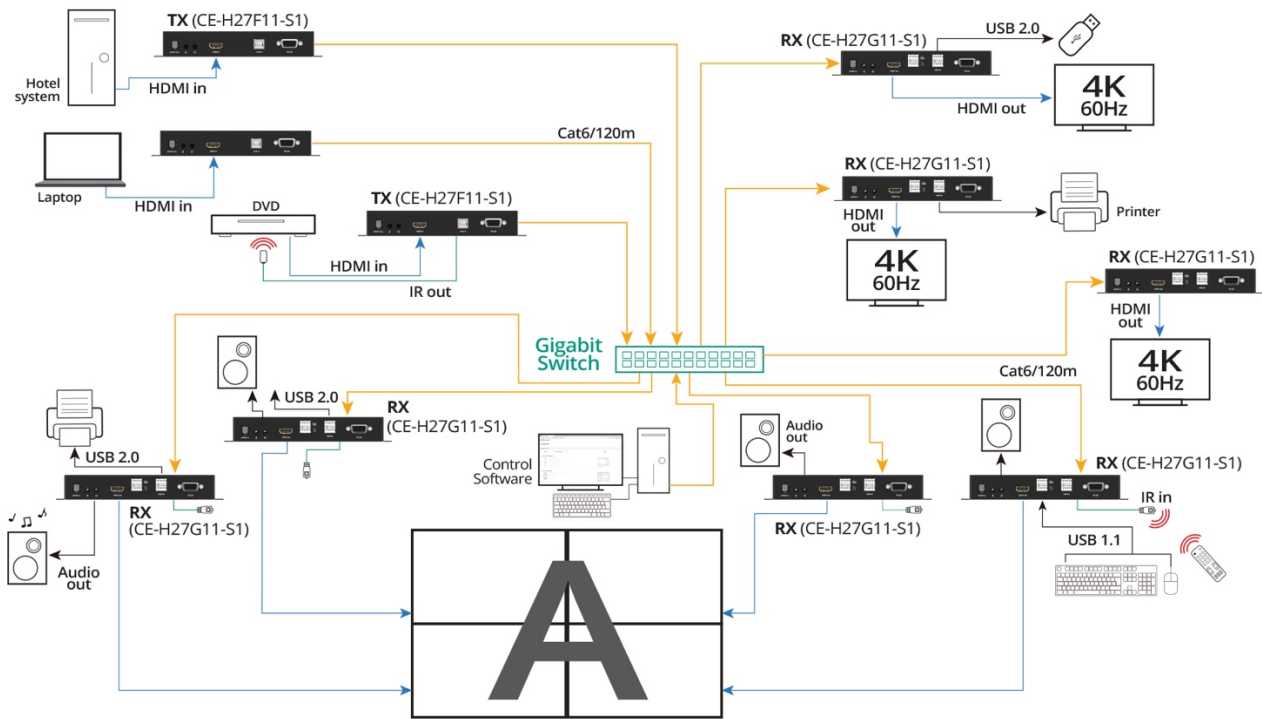 TX (CE-H27F11-S1)
Hotel
system
HDMI in
Laptop
HDMI in
Cat6/120m
DVD
TX (CE-H27F11-S1)
HDMI in
IR out
RX (CE-H27G11-S1)
USB 2.0
HDMI out
4K
60Hz
RX (CE-H27G11-S1)
HDMI
out
Printer
4K
60Hz
RX (CE-H27G11-S1)
HDMI
out
4K
60Hz
Gigabit
Switch
Cat6/120m
USB 2.0
RX
(CE-H27G11-S1)
USB 2.0
RX
(CE-H27G11-S1)
Audio
out
Control
Software
Audio
out
RX (CE-H27G11-S1)
RX (CE-H27G11-S1)
IR in
USB 1.1
A